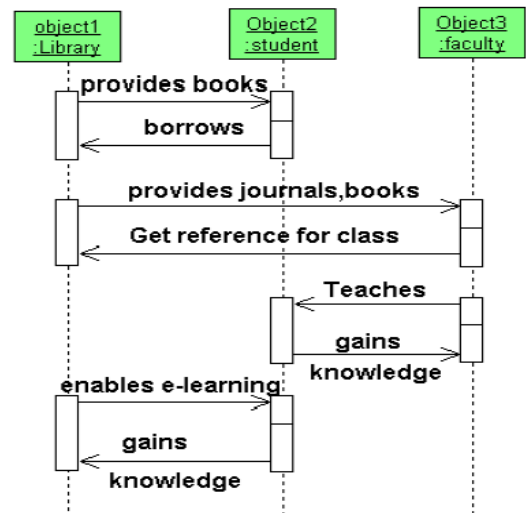 object1
:Library
Object2
:student
Object3
:faculty
provides books
borrows
provides journals,books
Get reference for class
Teaches
gains
knowledge
enables e-learning
gains
knowledge